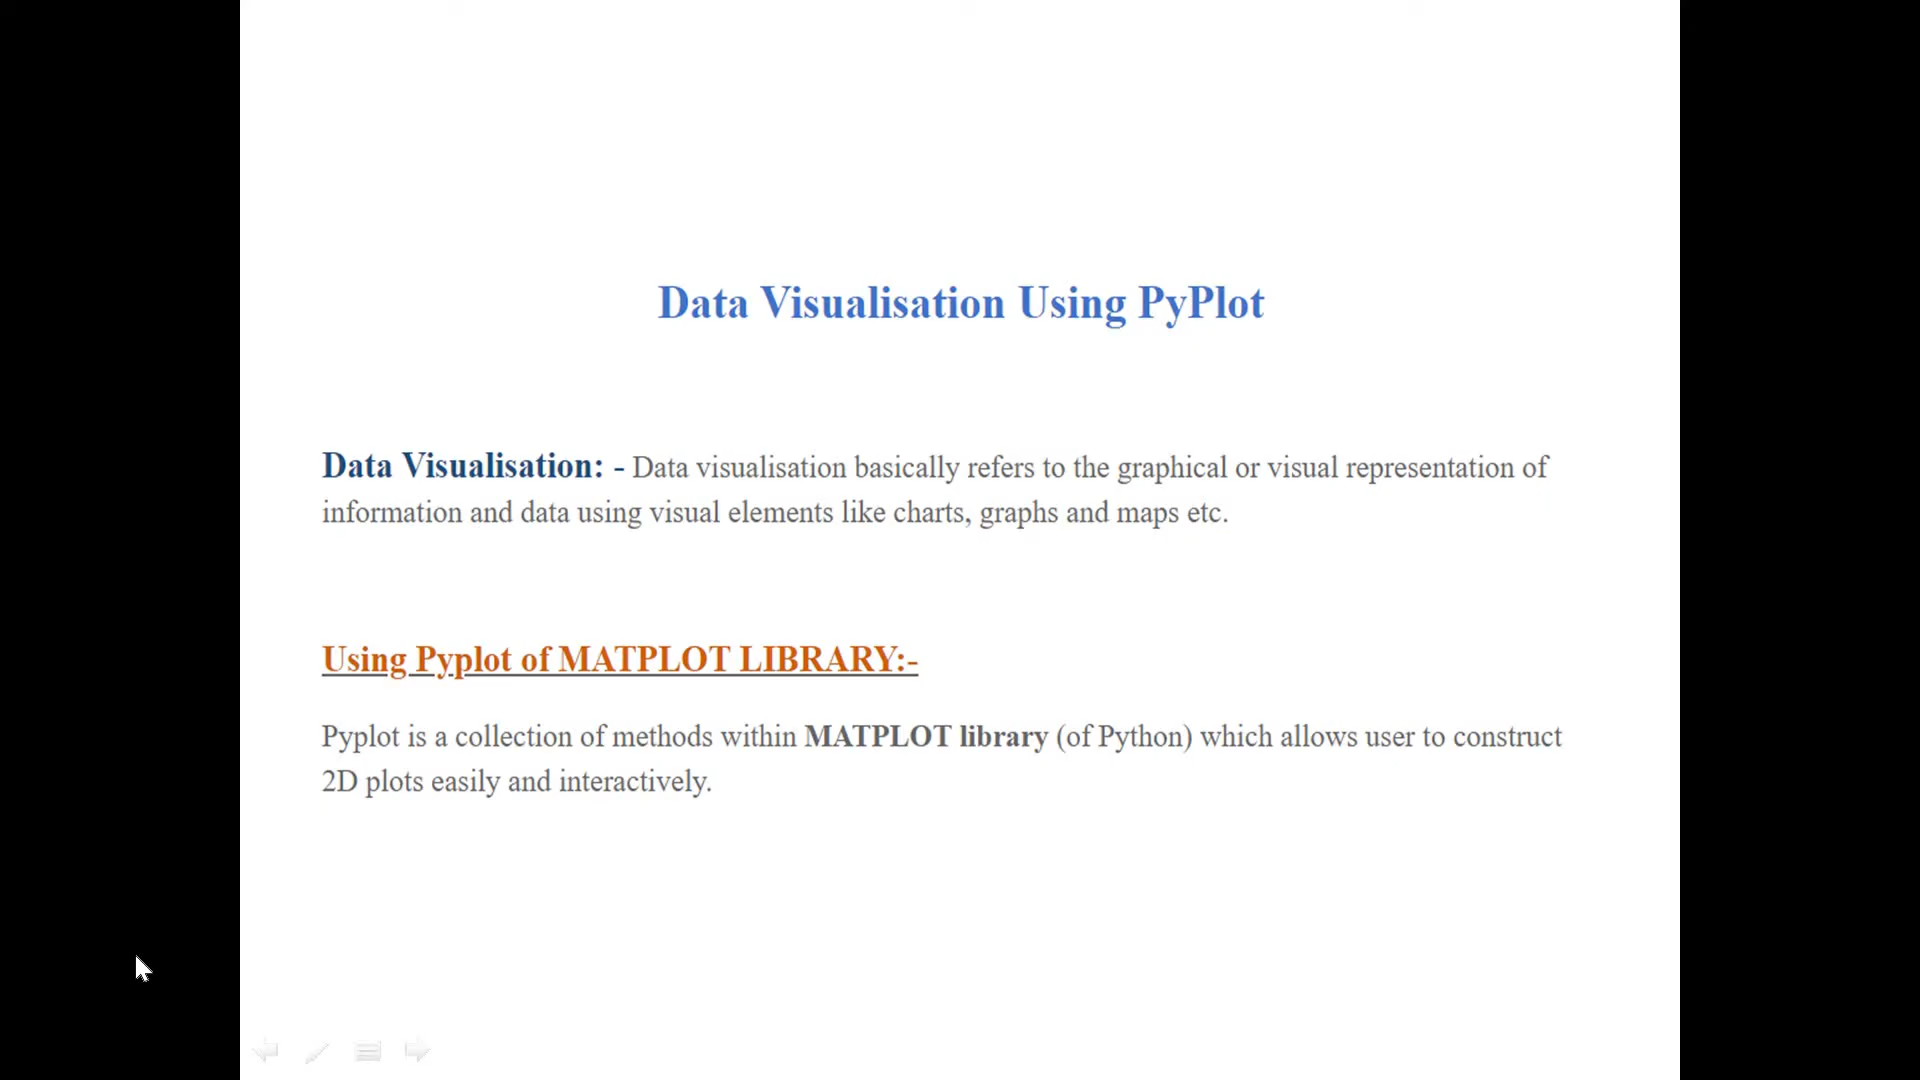 Data Visualisation Using PyPlot
Data Visualisation: - Data visualisation basically refers to the graphical or visual representation of
information and data using visual elements like charts, graphs and maps etc.
Using Pyplot of MATPLOT LIBRARY:-
Pyplot is a collection of methods within MATPLOT library (of Python) which allows user to construct
2D plots easily and interactively.